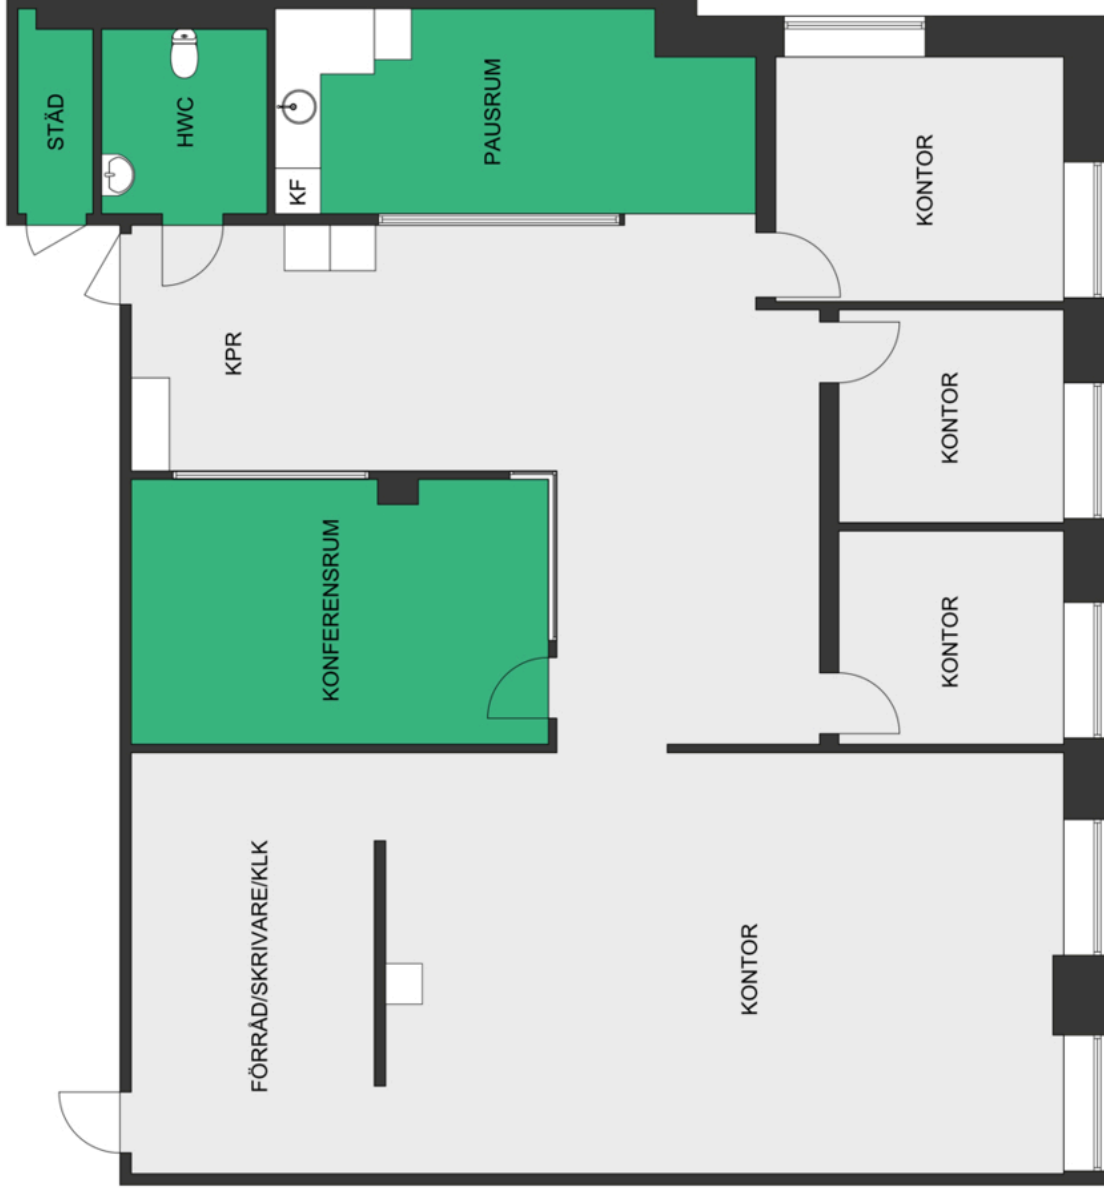 STÄD
HWC
KF
PAUSRUM
KONTOR
KPR
KONTOR
KONFERENSRUM
KONTOR
FÖRRÅD/SKRIVARE/KLK
KONTOR